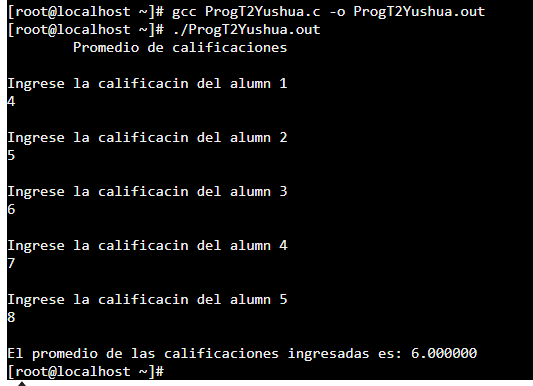 [root@localhost ~]# gcc ProgT2Yushua.c -o ProgT2Yushua.out
[root@localhost ~]# ./ProgT2Yushua.out
Promedio de calificaciones
Ingrese la calificacin del alumn 1
4
Ingrese la calificacin del alumn 2
5
Ingrese la calificacin del alumn 3
6
Ingrese la calificacin del alumn 4
7
Ingrese la calificacin del alumn 5
8
El promedio de las calificaciones ingresadas es: 6.000000
[root@localhost ~]#